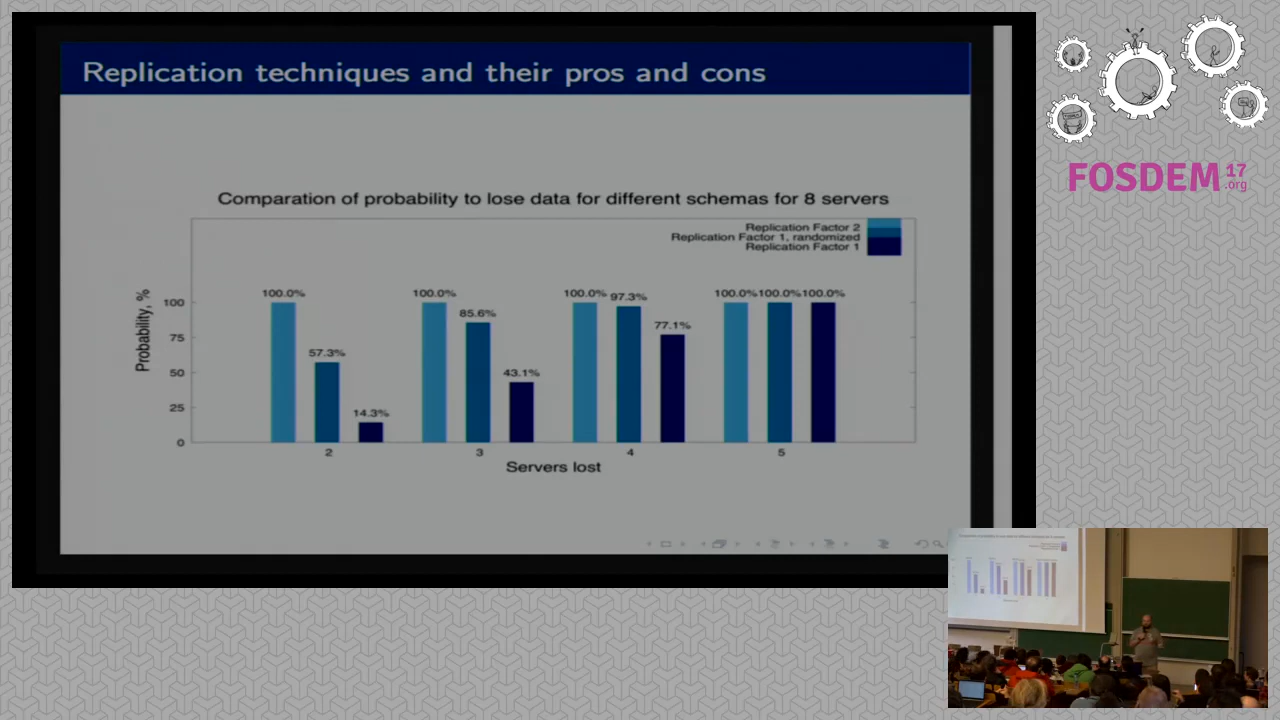 Replication techniques and their pros and cons
Comparation of probability to lose data for different schemas for 8 servers
Replication Factor 2
Replication Factor 1, randomized
Replication Factor 1
Probability, %
100
75
50
25
0
100.0%
57.3%
14.3%
100.0%
85.6%
43.1%
100.0%
97.3%
77.1%
100.0%
100.0%
100.0%
2
3
4
5
Servers lost
FOSDEM 17
.org